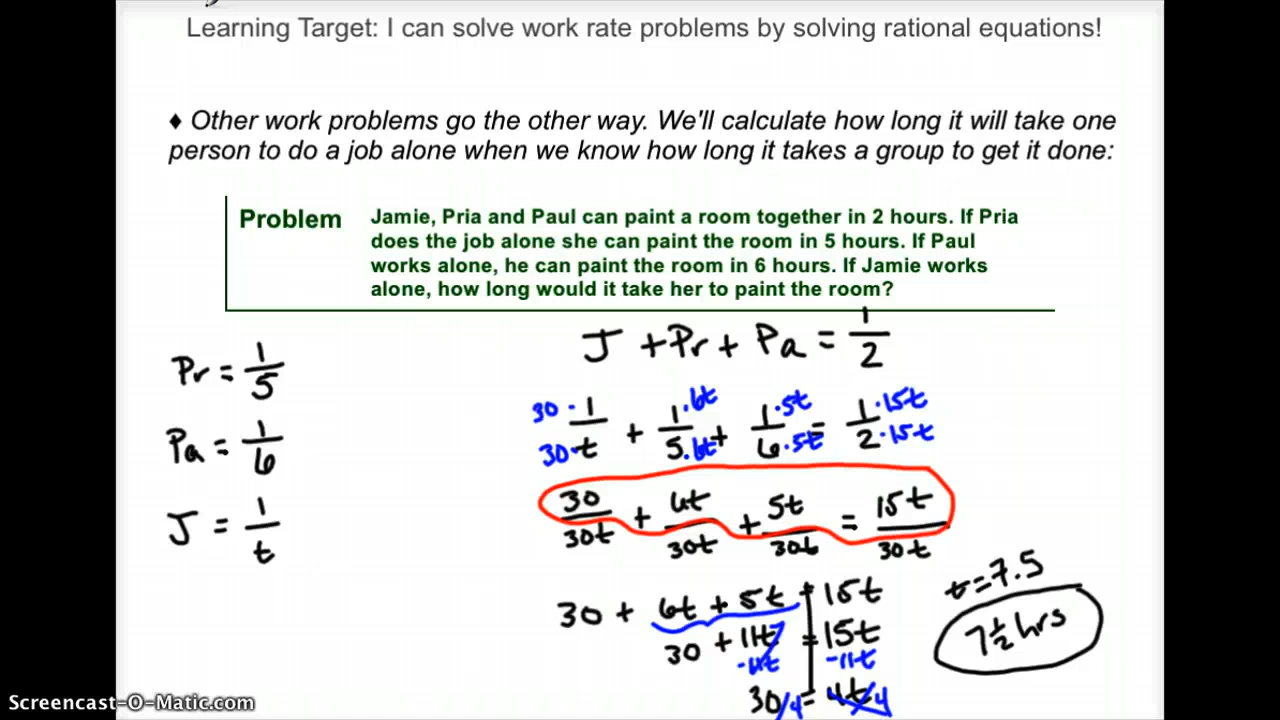 Learning Target: I can solve work rate problems by solving rational equations!
♦ Other work problems go the other way. We'll calculate how long it will take one
person to do a job alone when we know how long it takes a group to get it done:
Problem Jamie, Pria and Paul can paint a room together in 2 hours. If Pria
does the job alone she can paint the room in 5 hours. If Paul
works alone, he can paint the room in 6 hours. If Jamie works
alone, how long would it take her to paint the room?
Pr = 1/5
Pa = 1/6
J = 1/t
J + Pr + Pa = 1/2
30 · 1 / 30 · t + 1 · 6t / 5 · 6t + 1 · 5t / 6 · 5t = 1 · 15t / 2 · 15t
30/30t + 6t/30t + 5t/30t = 15t/30t
30 + 6t + 5t = 15t
30 + 11t = 15t
-11t -11t
30/4 = 4t/4
t = 7.5
7 1/2 hrs
Screencast-O-Matic.com